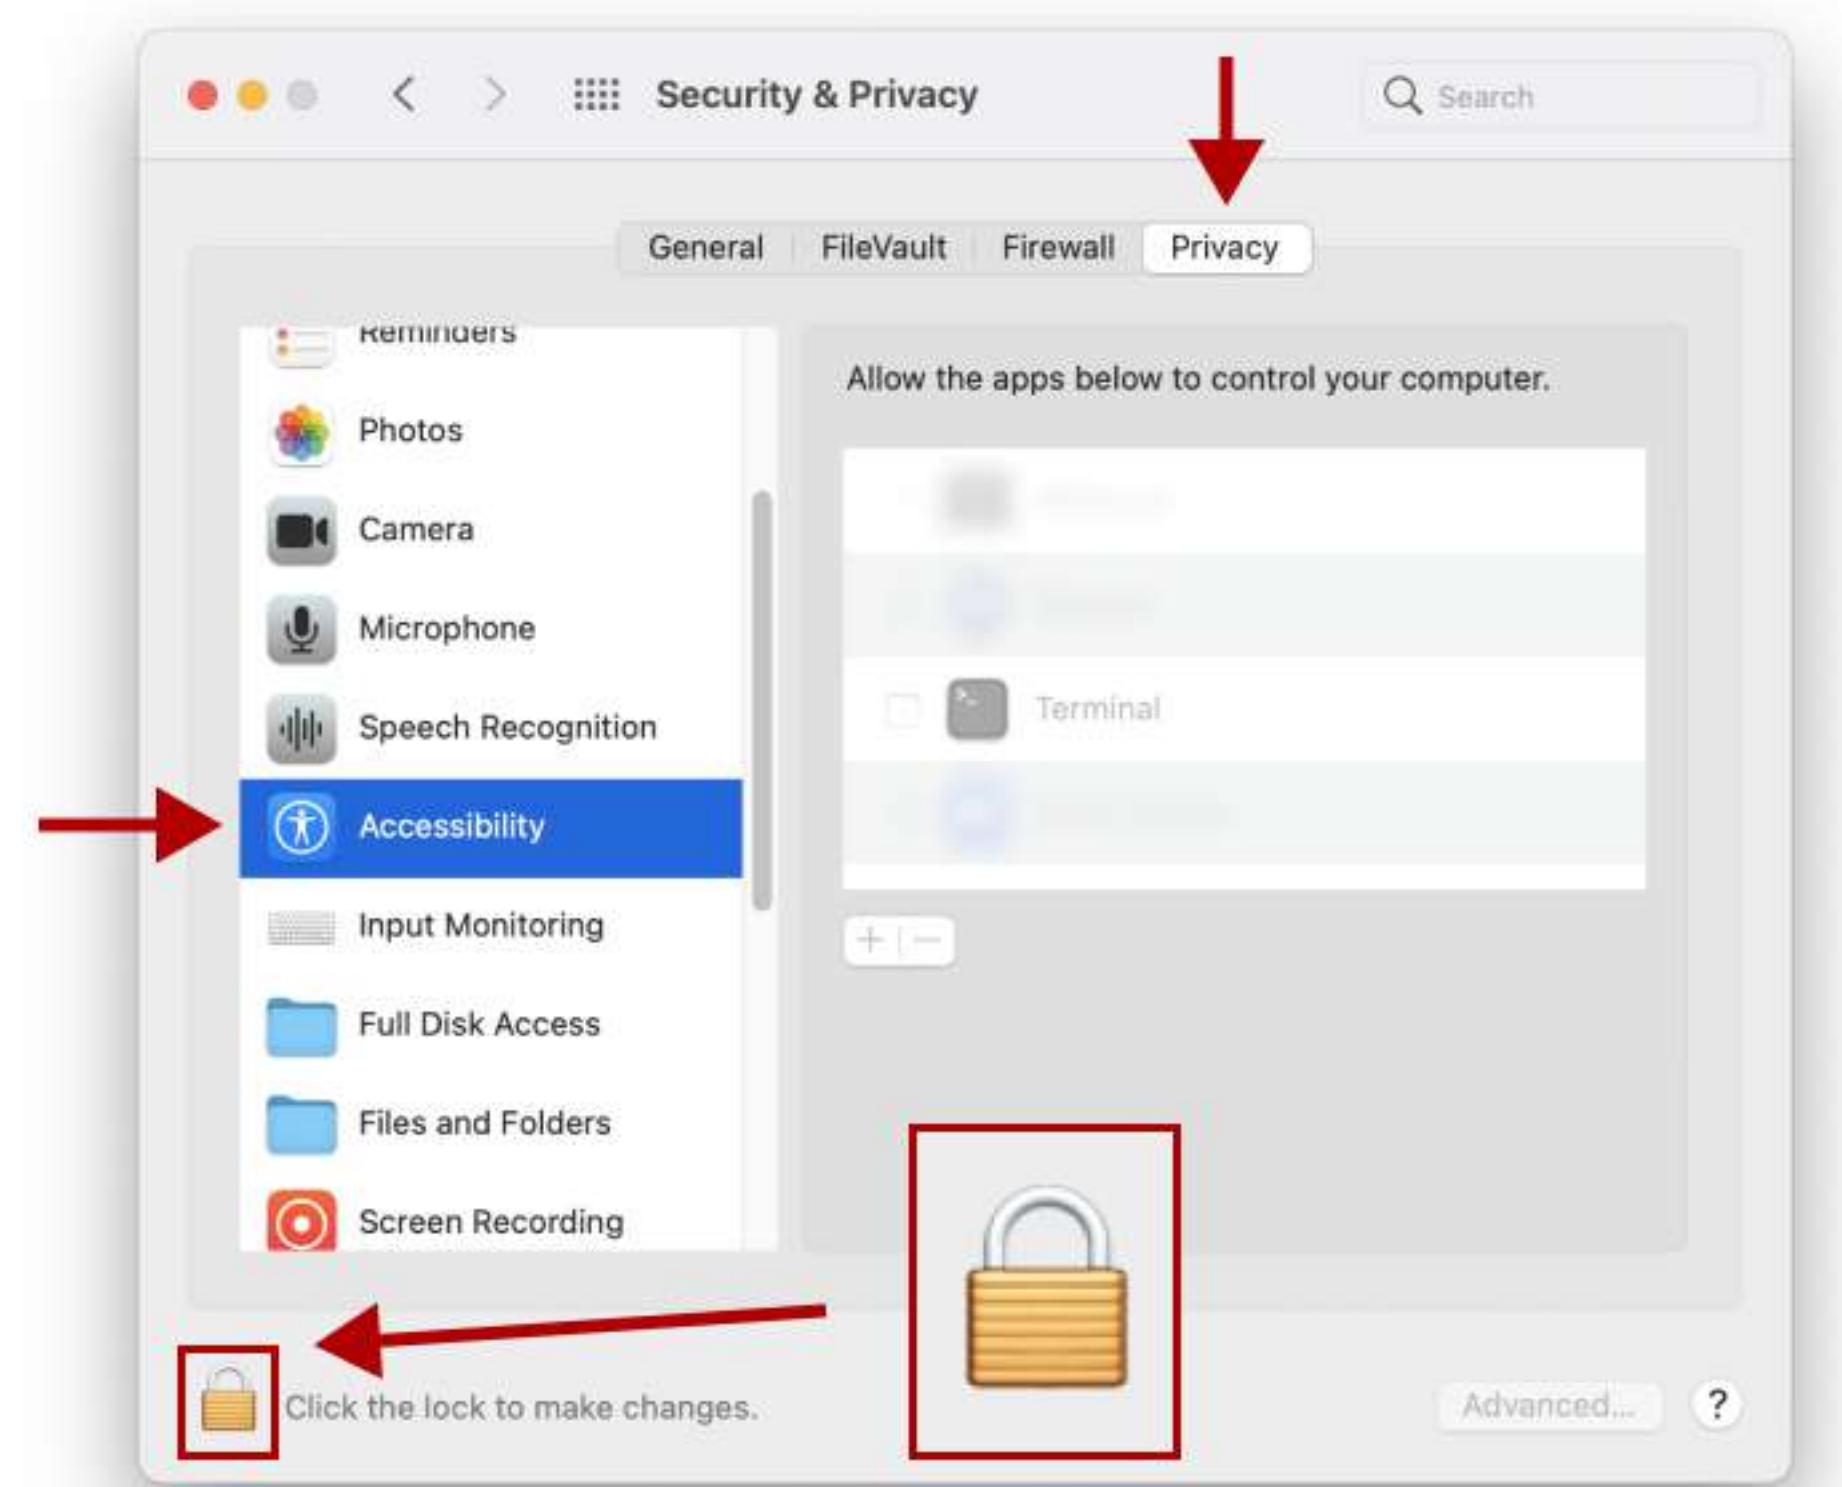 Security & Privacy
Search
General
FileVault
Firewall
Privacy
Reminders
Photos
Camera
Microphone
Speech Recognition
Accessibility
Input Monitoring
Full Disk Access
Files and Folders
Screen Recording
Allow the apps below to control your computer.
Terminal
Click the lock to make changes.
Advanced...
?